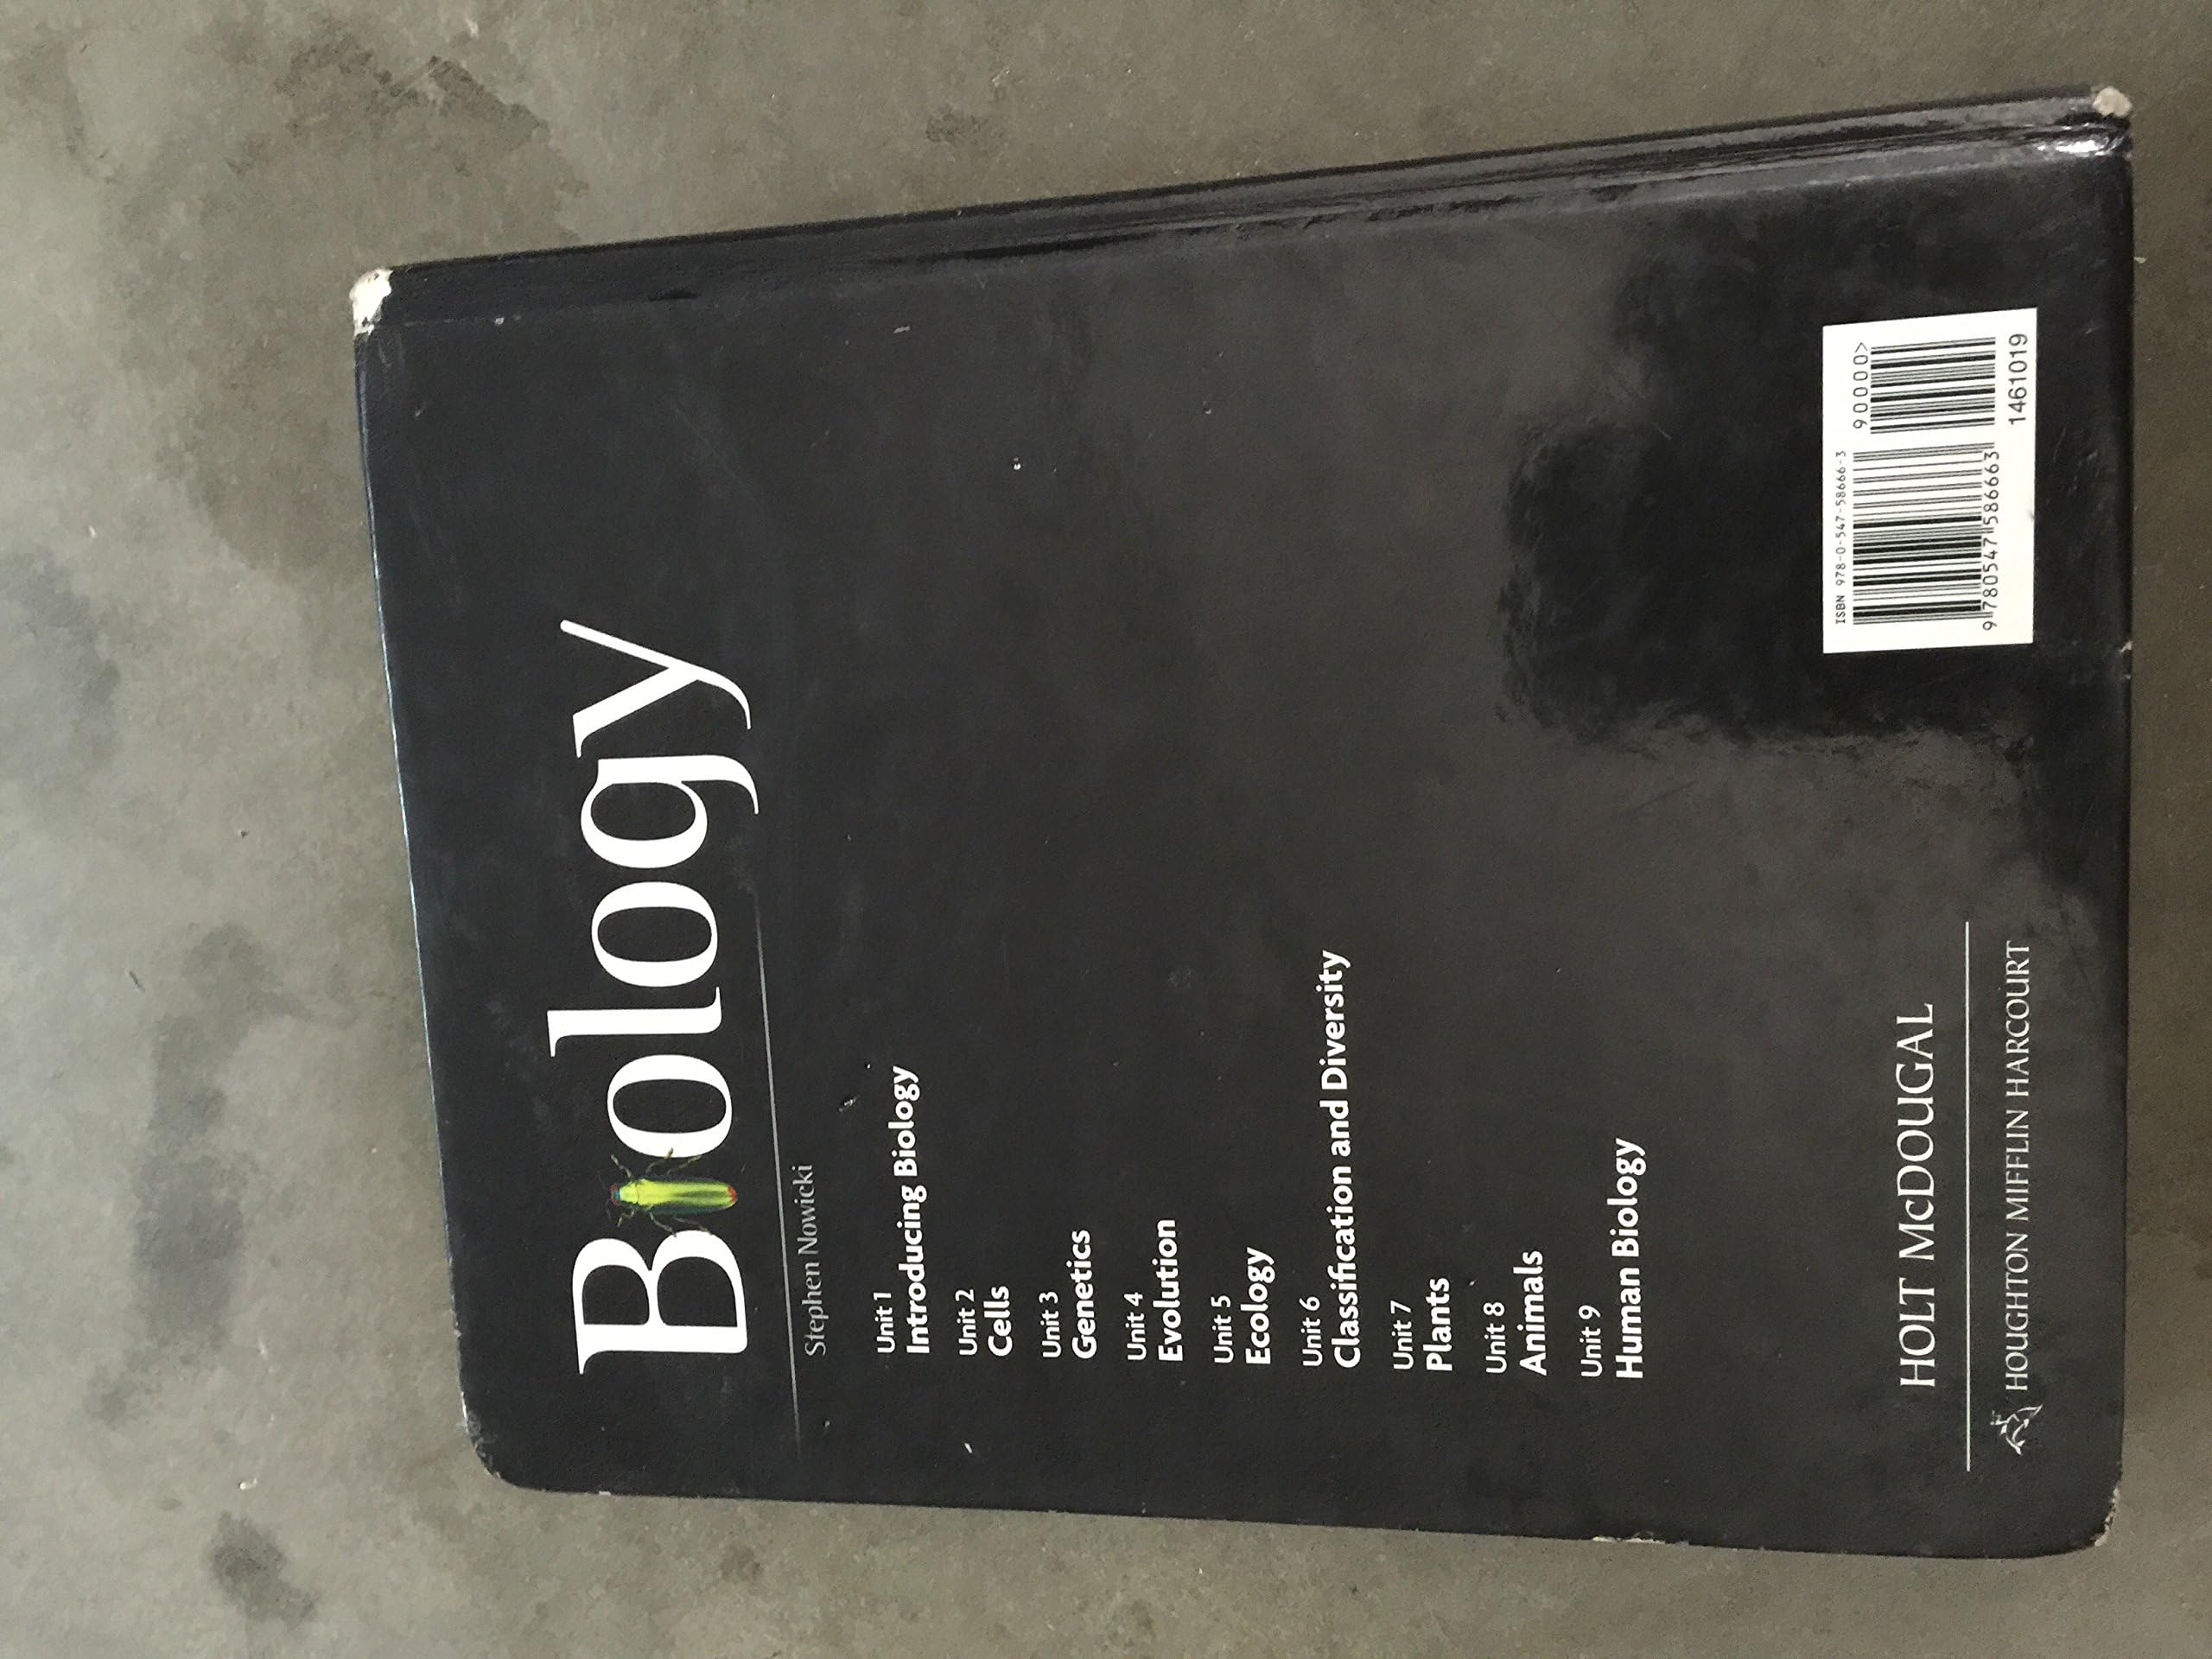 Biology
Stephen Nowicki
Unit 1
Introducing Biology
Unit 2
Cells
Unit 3
Genetics
Unit 4
Evolution
Unit 5
Ecology
Unit 6
Classification and Diversity
Unit 7
Plants
Unit 8
Animals
Unit 9
Human Biology
HOLT McDOUGAL
HOUGHTON MIFFLIN HARCOURT
ISBN 978-0-547-58666-3
90000>
9 780547 586663
1461019